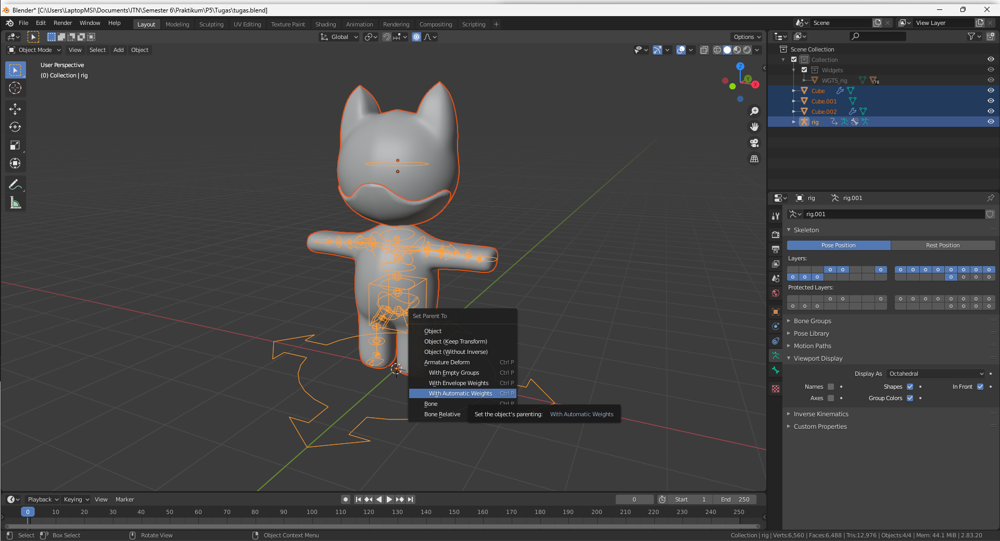 Blender* [C:\Users\LaptopMSI\Documents\ITN\Semester 6\Praktikum\P5\Tugas\tugas.blend]
File Edit Render Window Help Layout Modeling Sculpting UV Editing Texture Paint Shading Animation Rendering Compositing Scripting + Scene View Layer
Global Options
Object Mode View Select Add Object
User Perspective
(0) Collection | rig
Z
Y
X
Scene Collection
Collection
Widgets
WGTS_rig 78
Cube
Cube.001
Cube.002
rig
rig rig.001
rig.001
Skeleton
Pose Position Rest Position
Layers:
Protected Layers:
Bone Groups
Pose Library
Motion Paths
Viewport Display
Display As Octahedral
Names Shapes In Front
Axes Group Colors
Inverse Kinematics
Custom Properties
Set Parent To
Object
Object (Keep Transform)
Object (Without Inverse)
Armature Deform Ctrl P
With Empty Groups Ctrl P
With Envelope Weights Ctrl P
With Automatic Weights Ctrl P
Bone Ctrl P
Bone Relative
Set the object's parenting: With Automatic Weights
Playback Keying View Marker 0 Start 1 End 250
0 10 20 30 40 50 60 70 80 90 100 110 120 130 140 150 160 170 180 190 200 210 220 230 240 250
Select Box Select Rotate View Object Context Menu Collection | rig | Verts:6,560 | Faces:6,488 | Tris:12,976 | Objects:4/4 | Mem: 44.1 MiB | 2.83.20